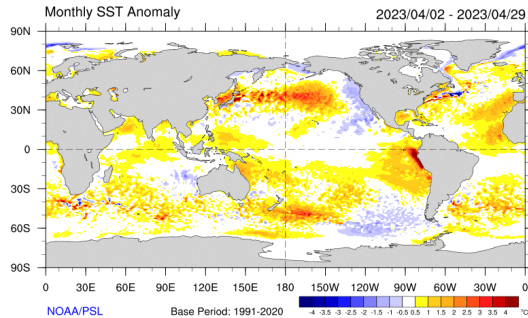 Monthly SST Anomaly
2023/04/02 - 2023/04/29
90N
60N
30N
0
30S
60S
90S
0 30E 60E 90E 120E 150E 180 150W 120W 90W 60W 30W 0
NOAA/PSL
Base Period: 1991-2020
-4 -3.5 -3 -2.5 -2 -1.5 -1 -0.5 0.5 1 1.5 2 2.5 3 3.5 4 °C